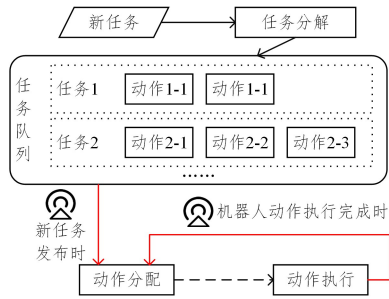 新任务
任务分解
任务队列
任务1
动作1-1
动作1-1
任务2
动作2-1
动作2-2
动作2-3
......
新任务
发布时
机器人动作执行完成时
动作分配
动作执行